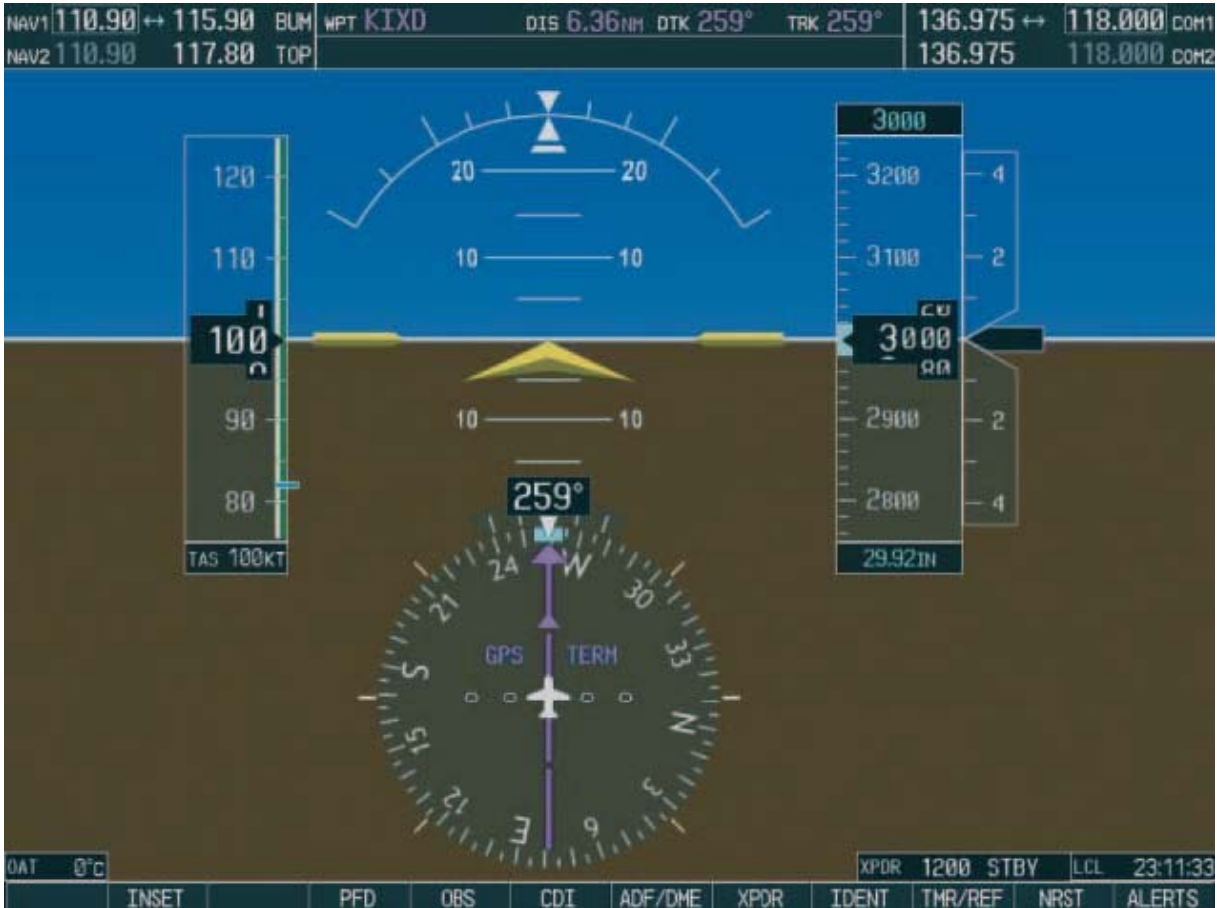 NAV1 110.90 ↔ 115.90 BUM
NAV2 110.90 117.80 TOP
WPT KIXD DIS 6.36NM DTK 259° TRK 259°
136.975 ↔ 118.000 COM1
136.975 118.000 COM2
120
110
100
90
80
TAS 100KT
20 20
10 10
10 10
3000
3200
3100
3000
80
2900
2800
29.92IN
4
2
2
4
259°
24 W 30 33 N 3 6 E 12 15 S 21
GPS TERM
OAT 0°C
XPDR 1200 STBY LCL 23:11:33
INSET PFD OBS CDI ADF/DME XPDR IDENT TMR/REF NRST ALERTS